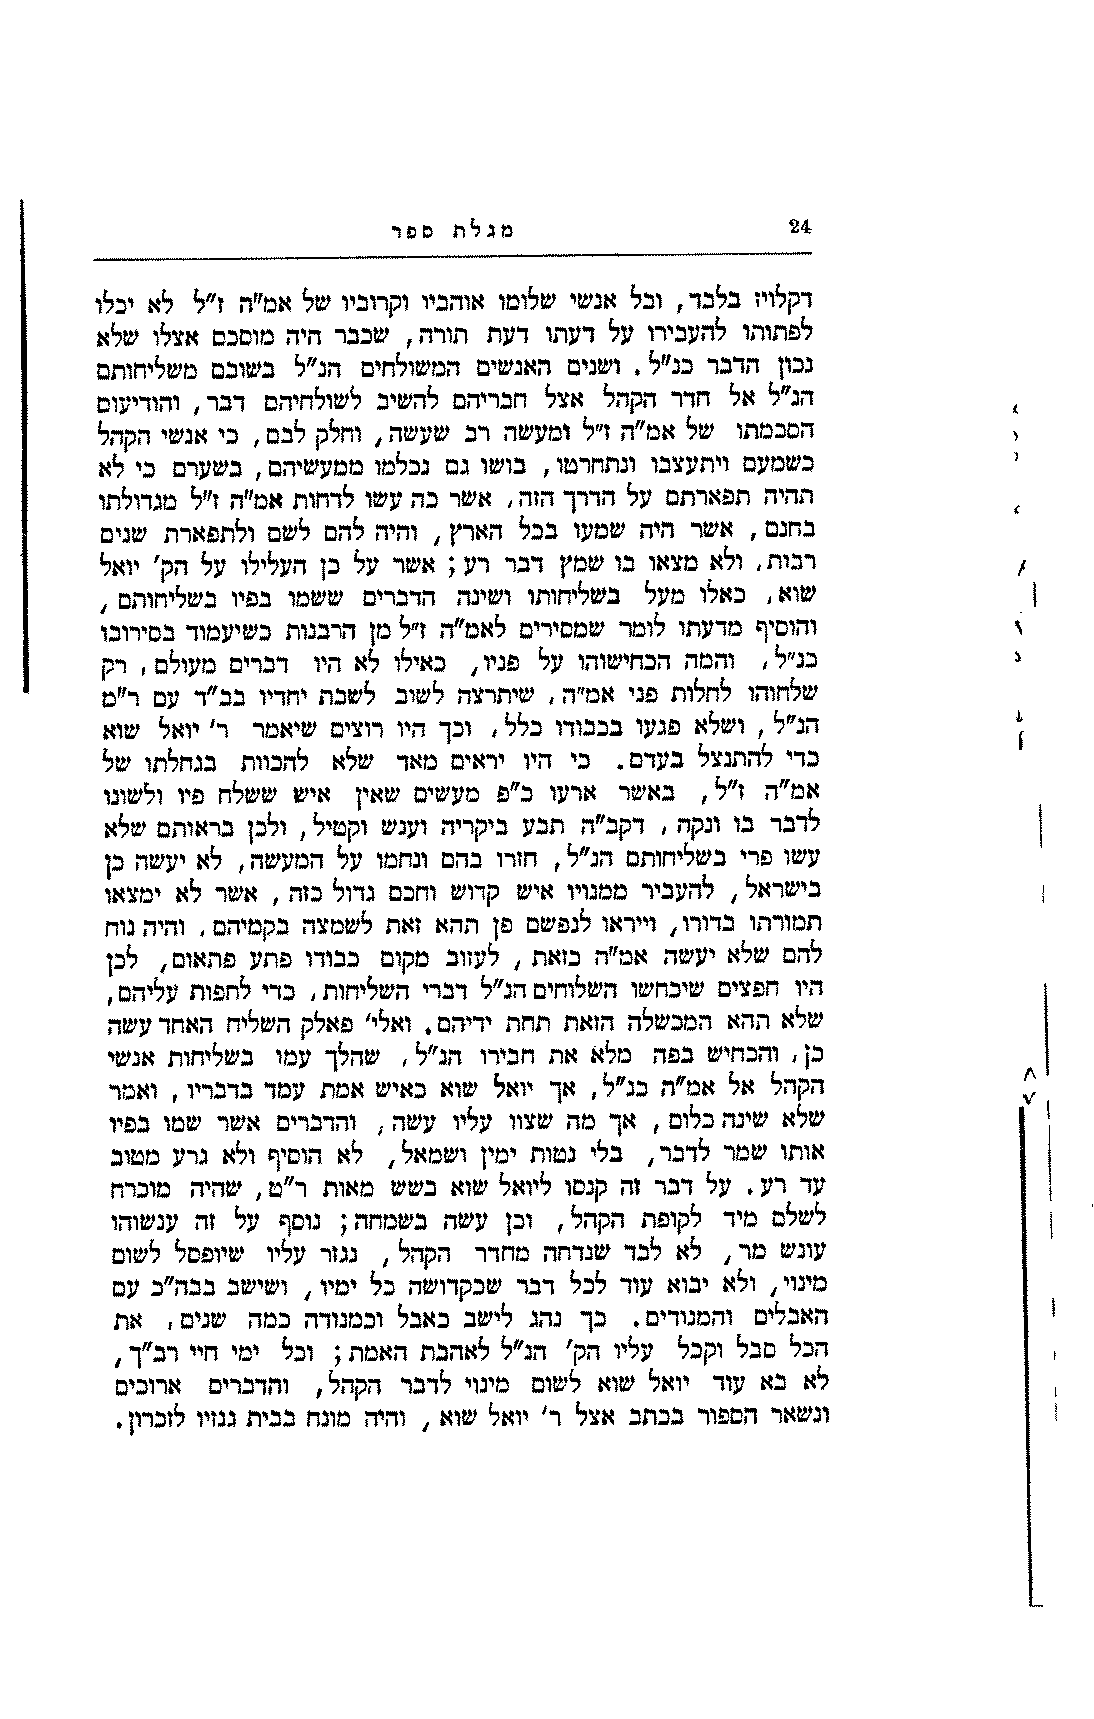 24
מגלת ספר
דקלויז בלבד, וכל אנשי שלומו אוהביו וקרוביו של אמ"ה ז"ל לא יכלו
לפתותו להעבירו על דעתו דעת תורה, שכבר היה מוסכם אצלו שלא
נכון הדבר כנ"ל. ושנים האנשים המשולחים הנ"ל בשובם משליחותם
הנ"ל אל חדר הקהל אצל חבריהם להשיב לשולחיהם דבר, והודיעום
הסכמתו של אמ"ה ז"ל ומעשה רב שעשה, וחלק לבם, כי אנשי הקהל
כשמעם ויתעצבו ונתחרטו, בושו גם נכלמו ממעשיהם, בשערם כי לא
תהיה תפארתם על הדרך הזה, אשר כה עשו לדחות אמ"ה ז"ל מגדולתו
בחנם, אשר היה שמעו בכל הארץ, והיה להם לשם ולתפארת שנים
רבות, ולא מצאו בו שמץ דבר רע; אשר על כן העלילו על הק' יואל
שוא, כאלו מעל בשליחותו ושינה הדברים ששמו בפיו בשליחותם,
והוסיף מדעתו לומר שמסירים לאמ"ה ז"ל מן הרבנות כשיעמוד בסירובו
כנ"ל, והמה הכחישוהו על פניו, כאילו לא היו דברים מעולם, רק
שלחוהו לחלות פני אמ"ה, שיתרצה לשוב לשבת יחדיו בב"ד עם ר"מ
הנ"ל, ושלא פגעו בכבודו כלל, וכך היו רוצים שיאמר ר' יואל שוא
כדי להתנצל בעדם. כי היו יראים מאד שלא להכוות בגחלתו של
אמ"ה ז"ל, באשר ארעו כ"פ מעשים שאין איש ששלח פיו ולשונו
לדבר בו ונקה, דקב"ה תבע ביקריה וענש וקטיל, ולכן בראותם שלא
עשו פרי בשליחותם הנ"ל, חזרו בהם ונחמו על המעשה, לא יעשה כן
בישראל, להעביר ממנויו איש קדוש וחכם גדול כזה, אשר לא ימצאו
תמורתו בדורו, וייראו לנפשם פן תהא זאת לשמצה בקמיהם, והיה נוח
להם שלא יעשה אמ"ה כזאת, לעזוב מקום כבודו פתע פתאום, לכן
היו חפצים שיכחשו השלוחים הנ"ל דברי השליחות, כדי לחפות עליהם,
שלא תהא המכשלה הזאת תחת ידיהם. ואלי' פאלק השליח האחד עשה
כן, והכחיש בפה מלא את חבירו הנ"ל, שהלך עמו בשליחות אנשי
הקהל אל אמ"ה כנ"ל, אך יואל שוא כאיש אמת עמד בדבריו, ואמר
שלא שינה כלום, אך מה שצוו עליו עשה, והדברים אשר שמו בפיו
אותו שמר לדבר, בלי נטות ימין ושמאל, לא הוסיף ולא גרע מטוב
עד רע. על דבר זה קנסו ליואל שוא בשש מאות ר"ט, שהיה מוכרח
לשלם מיד לקופת הקהל, וכן עשה בשמחה; נוסף על זה ענשוהו
עונש מר, לא לבד שנדחה מחדר הקהל, נגזר עליו שיופסל לשום
מינוי, ולא יבוא עוד לכל דבר שבקדושה כל ימיו, ושישב בבה"כ עם
האבלים והמנודים. כך נהג לישב כאבל וכמנודה כמה שנים, את
הכל סבל וקבל עליו הק' הנ"ל לאהבת האמת; וכל ימי חיי רב"ך,
לא בא עוד יואל שוא לשום מינוי לדבר הקהל, והדברים ארוכים
ונשאר הספור בכתב אצל ר' יואל שוא, והיה מונח בבית גנזיו לזכרון.